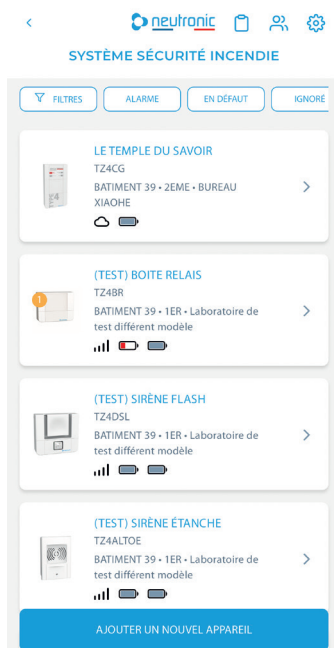 neutronic
SYSTÈME SÉCURITÉ INCENDIE
FILTRES
ALARME
EN DÉFAUT
IGNORÉ
LE TEMPLE DU SAVOIR
TZ4CG
BATIMENT 39 • 2EME • BUREAU
XIAOHE
(TEST) BOITE RELAIS
1
TZ4BR
BATIMENT 39 • 1ER • Laboratoire de
test différent modèle
(TEST) SIRÈNE FLASH
TZ4DSL
BATIMENT 39 • 1ER • Laboratoire de
test différent modèle
(TEST) SIRÈNE ÉTANCHE
TZ4ALTOE
BATIMENT 39 • 1ER • Laboratoire de
test différent modèle
AJOUTER UN NOUVEL APPAREIL